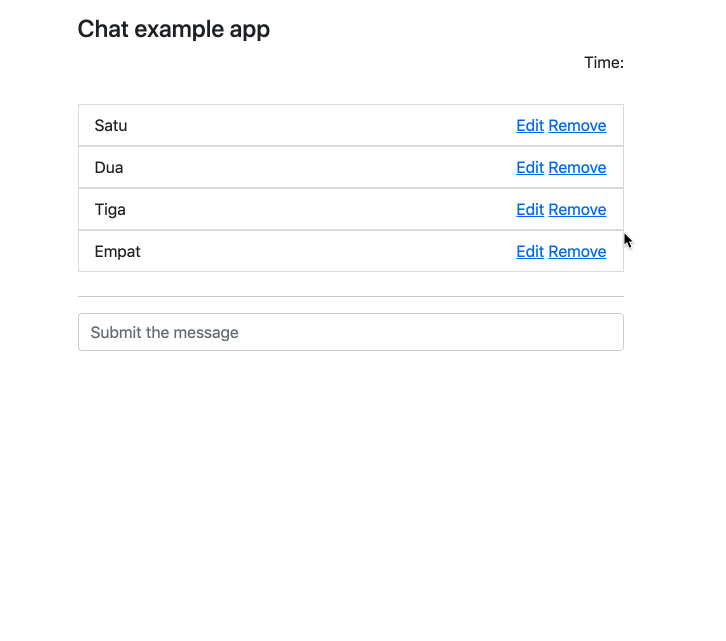 Chat example app
Time:
Satu Edit Remove
Dua Edit Remove
Tiga Edit Remove
Empat Edit Remove
Submit the message